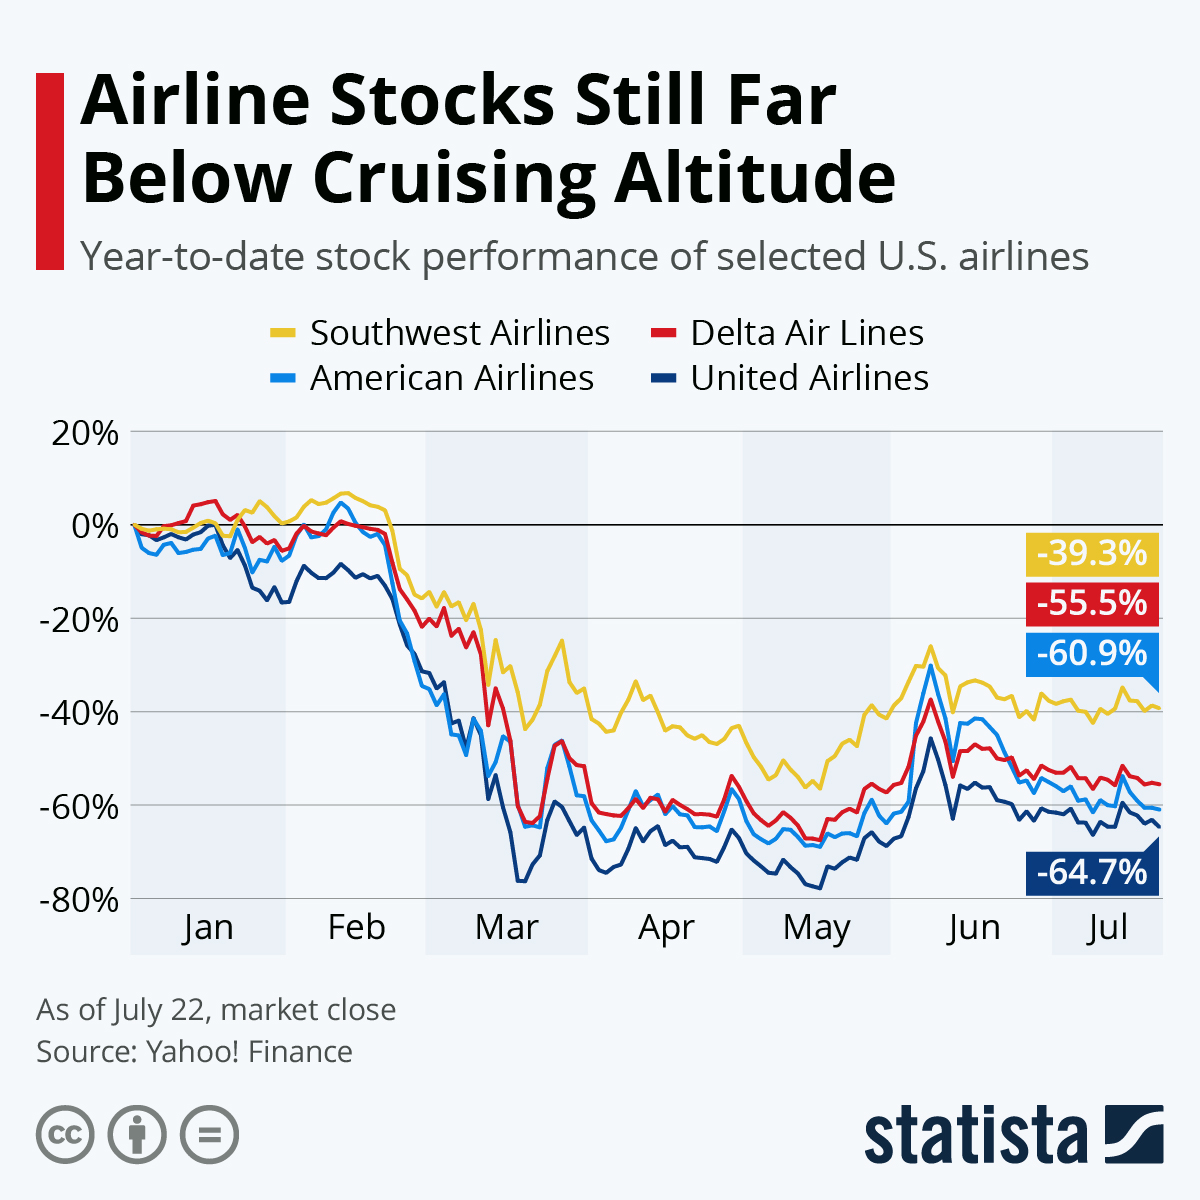 Airline Stocks Still Far
Below Cruising Altitude
Year-to-date stock performance of selected U.S. airlines
Southwest Airlines
Delta Air Lines
American Airlines
United Airlines
20%
0%
-20%
-40%
-60%
-80%
-39.3%
-55.5%
-60.9%
-64.7%
Jan
Feb
Mar
Apr
May
Jun
Jul
As of July 22, market close
Source: Yahoo! Finance
cc
statista